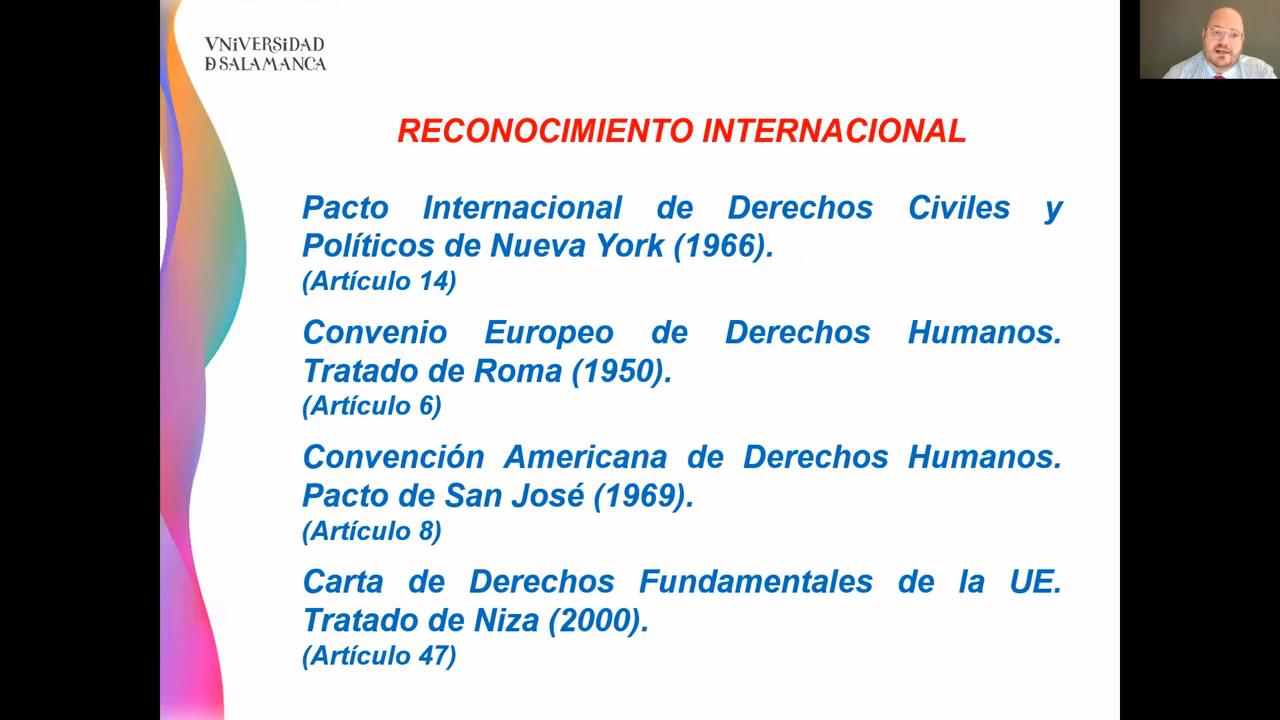 VNiVERSiDAD
D SALAMANCA
RECONOCIMIENTO INTERNACIONAL
Pacto Internacional de Derechos Civiles y
Políticos de Nueva York (1966).
(Artículo 14)
Convenio Europeo de Derechos Humanos.
Tratado de Roma (1950).
(Artículo 6)
Convención Americana de Derechos Humanos.
Pacto de San José (1969).
(Artículo 8)
Carta de Derechos Fundamentales de la UE.
Tratado de Niza (2000).
(Artículo 47)